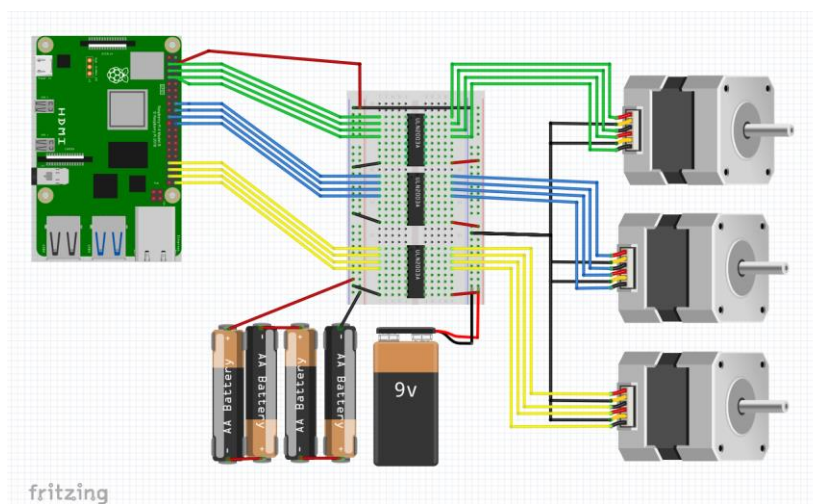 HDMI
ULN2003A
ULN2003A
ULN2003A
AA Battery
AA Battery
AA Battery
AA Battery
9v
fritzing